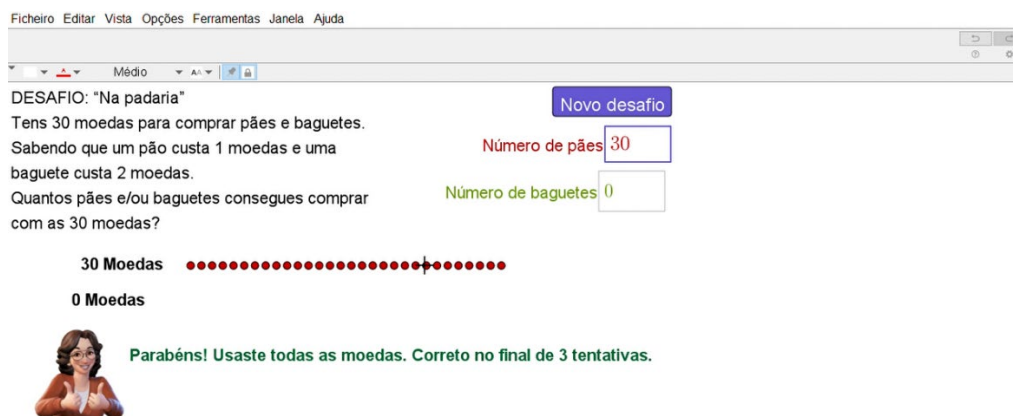 Ficheiro Editar Vista Opções Ferramentas Janela Ajuda
Médio
DESAFIO: “Na padaria”
Tens 30 moedas para comprar pães e baguetes.
Sabendo que um pão custa 1 moedas e uma
baguete custa 2 moedas.
Quantos pães e/ou baguetes consegues comprar
com as 30 moedas?
Novo desafio
Número de pães 30
Número de baguetes 0
30 Moedas
0 Moedas
Parabéns! Usaste todas as moedas. Correto no final de 3 tentativas.